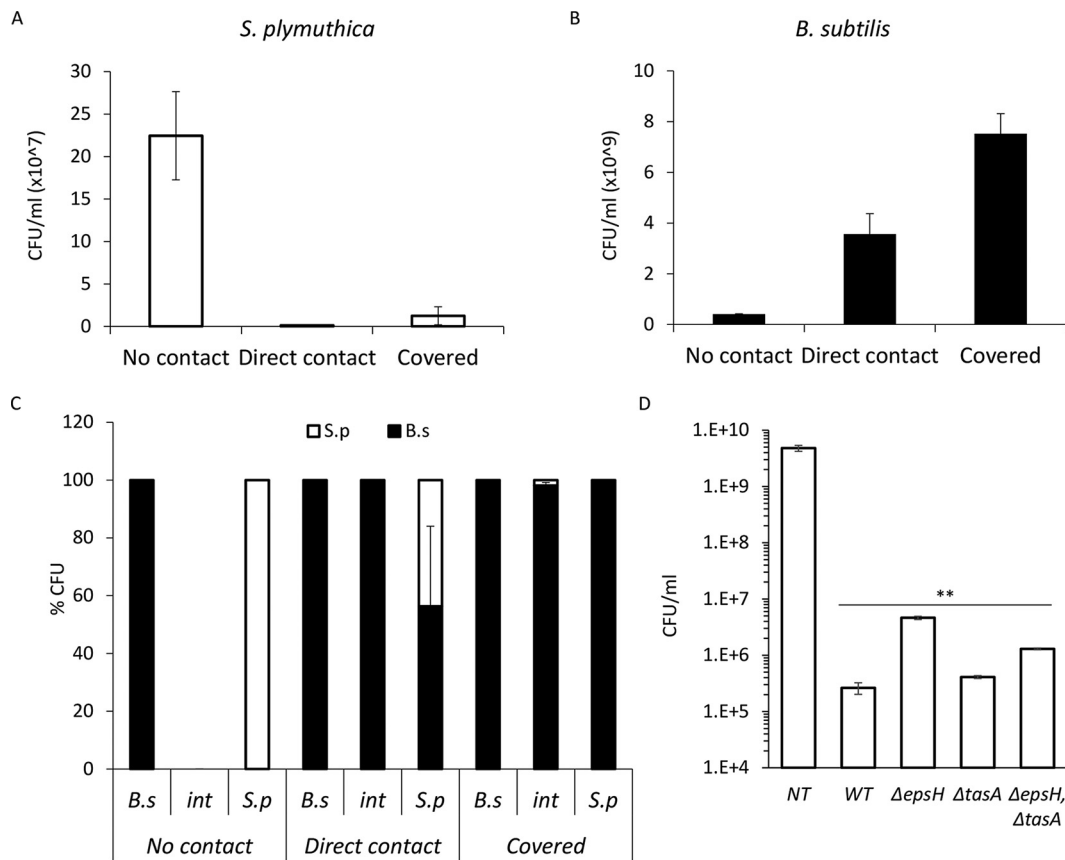 A
S. plymuthica
CFU/ml (x10^7)
30
25
20
15
10
5
0
No contact Direct contact Covered
B
B. subtilis
CFU/ml (x10^9)
10
8
6
4
2
0
No contact Direct contact Covered
C
S.p B.s
% CFU
120
100
80
60
40
20
0
B.s int S.p B.s int S.p B.s int S.p
No contact Direct contact Covered
D
CFU/ml
1.E+10
1.E+9
1.E+8
1.E+7
1.E+6
1.E+5
1.E+4
**
NT WT ΔepsH ΔtasA ΔepsH,
ΔtasA